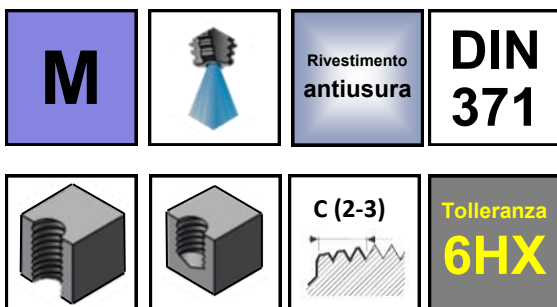 M
Rivestimento
antiusura
DIN
371
C (2-3)
Tolleranza
6HX